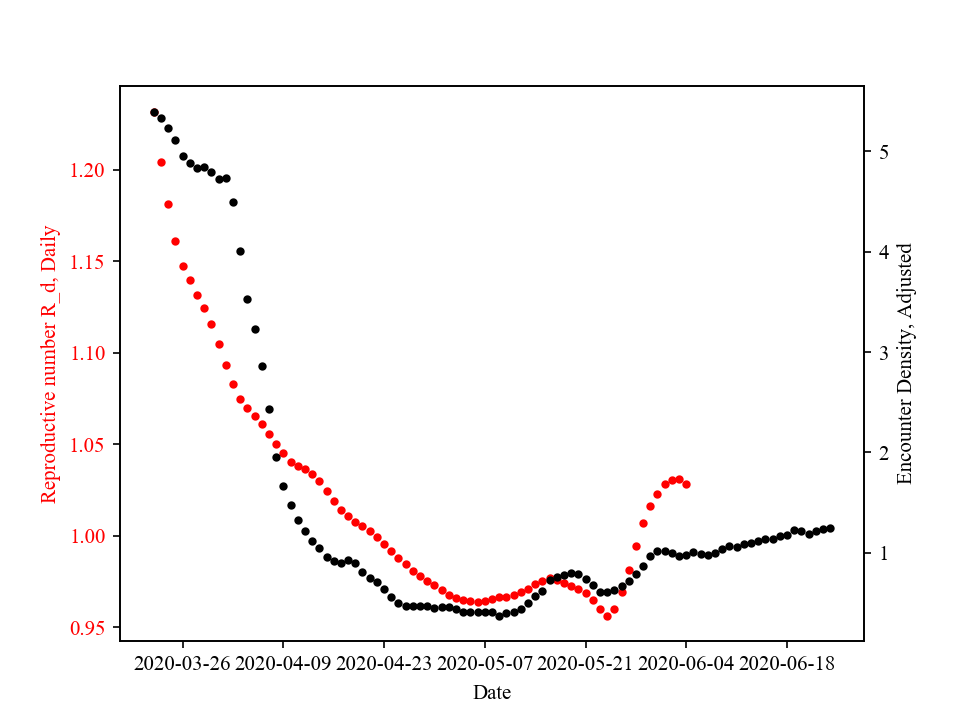 Reproductive number R_d, Daily
1.20
1.15
1.10
1.05
1.00
0.95
5
4
3
2
1
Encounter Density, Adjusted
2020-03-26 2020-04-09 2020-04-23 2020-05-07 2020-05-21 2020-06-04 2020-06-18
Date